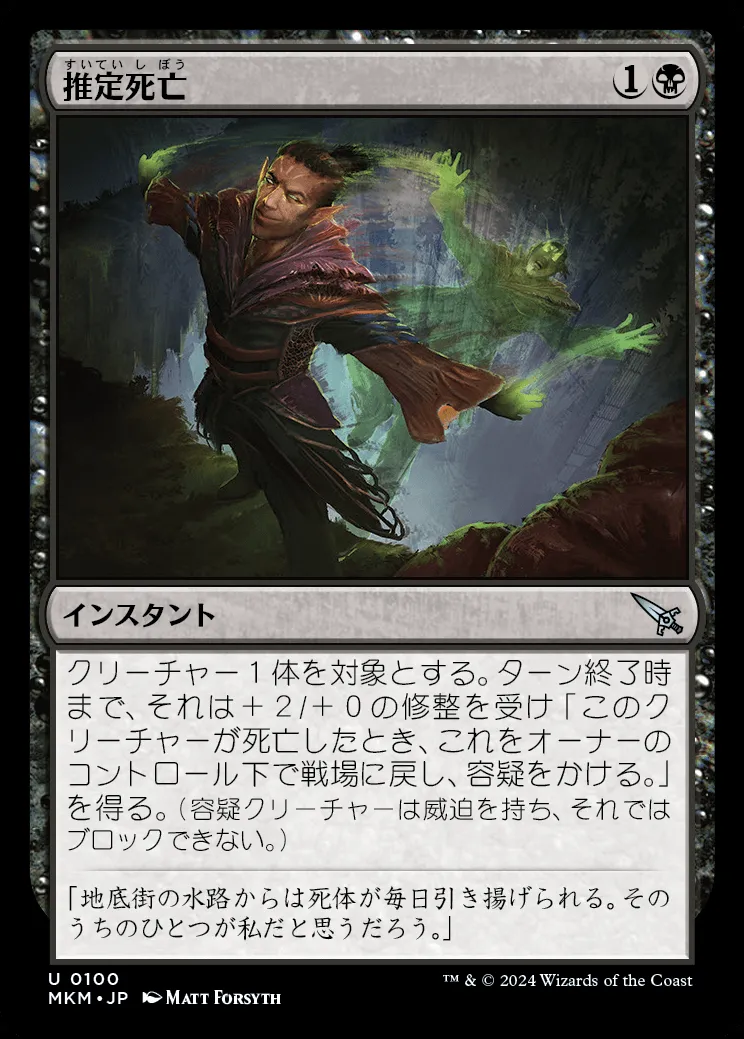 すいてい し ぼう
推定死亡
1
インスタント
クリーチャー１体を対象とする。ターン終了時
まで、それは＋２/＋０の修整を受け「このク
リーチャーが死亡したとき、これをオーナーの
コントロール下で戦場に戻し、容疑をかける。」
を得る。（容疑クリーチャーは威迫を持ち、それでは
ブロックできない。）
「地底街の水路からは死体が毎日引き揚げられる。その
うちのひとつが私だと思うだろう。」
U 0100
MKM • JP Matt Forsyth
™ & © 2024 Wizards of the Coast